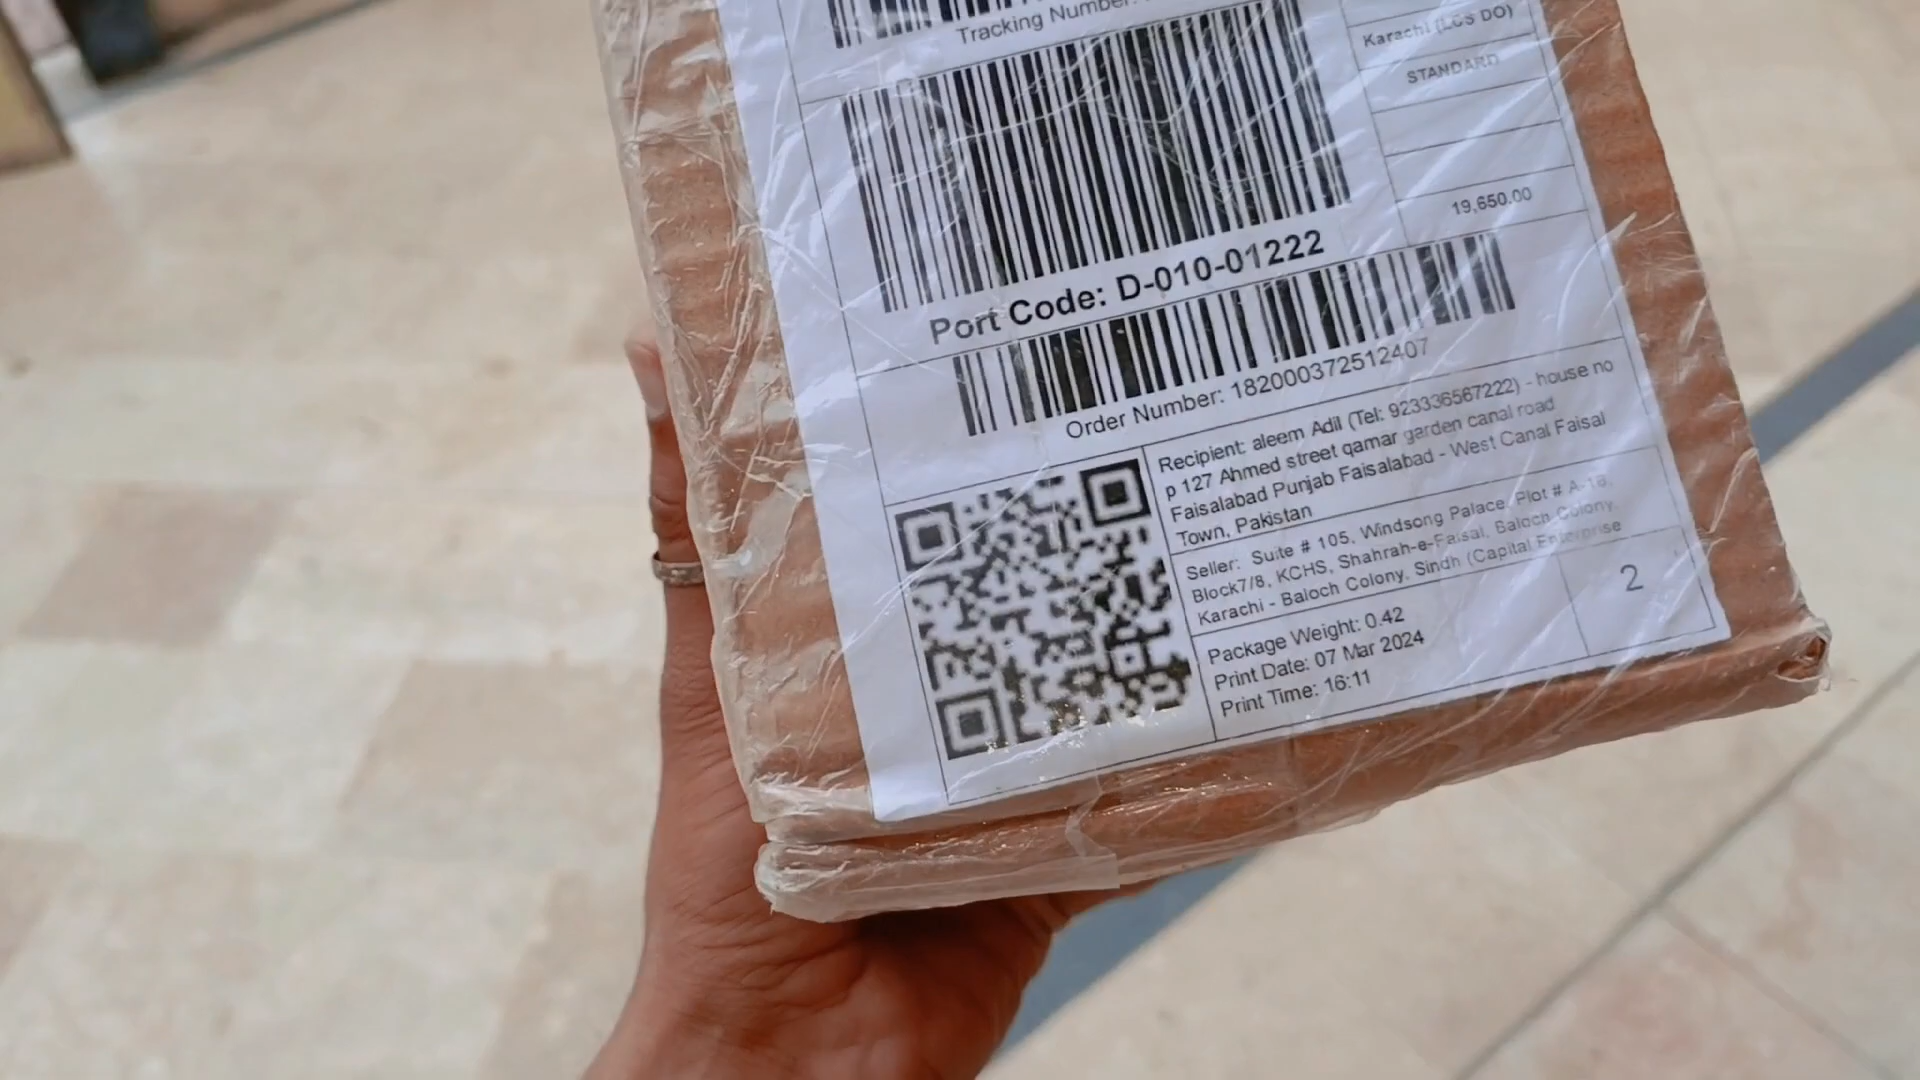 Tracking Number:
Karachi (LCS DO)
STANDARD
19,650.00
Port Code: D-010-01222
Order Number: 182000372512407
Recipient: aleem Adil (Tel: 923336567222) - house no
p 127 Ahmed street qamar garden canal road
Faisalabad Punjab Faisalabad - West Canal Faisal
Town, Pakistan
Seller: Suite # 105, Windsong Palace, Plot # A-18,
Block7/8, KCHS, Shahrah-e-Faisal, Baloch Colony,
Karachi - Baloch Colony, Sindh (Capital Enterprise
2
Package Weight: 0.42
Print Date: 07 Mar 2024
Print Time: 16:11